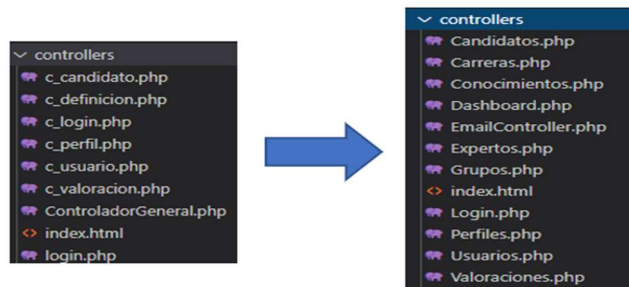 controllers
c_candidato.php
c_definicion.php
c_login.php
c_perfil.php
c_usuario.php
c_valoracion.php
ControladorGeneral.php
<> index.html
login.php
controllers
Candidatos.php
Carreras.php
Conocimientos.php
Dashboard.php
EmailController.php
Expertos.php
Grupos.php
<> index.html
Login.php
Perfiles.php
Usuarios.php
Valoraciones.php